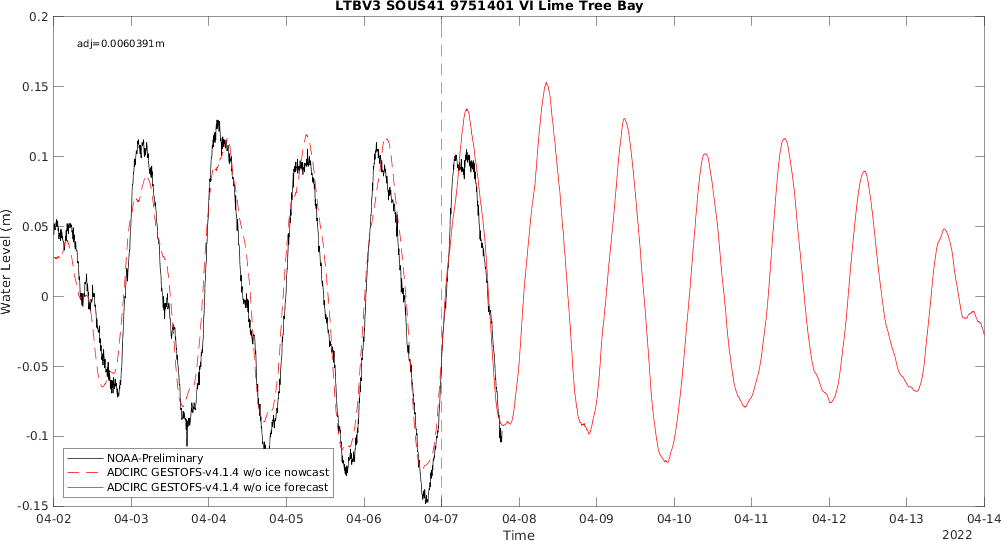 LTBV3 SOUS41 9751401 VI Lime Tree Bay
adj=0.0060391m
Water Level (m)
0.2
0.15
0.1
0.05
0
-0.05
-0.1
-0.15
NOAA-Preliminary
ADCIRC GESTOFS-v4.1.4 w/o ice nowcast
ADCIRC GESTOFS-v4.1.4 w/o ice forecast
04-02 04-03 04-04 04-05 04-06 04-07 04-08 04-09 04-10 04-11 04-12 04-13 04-14
Time
2022